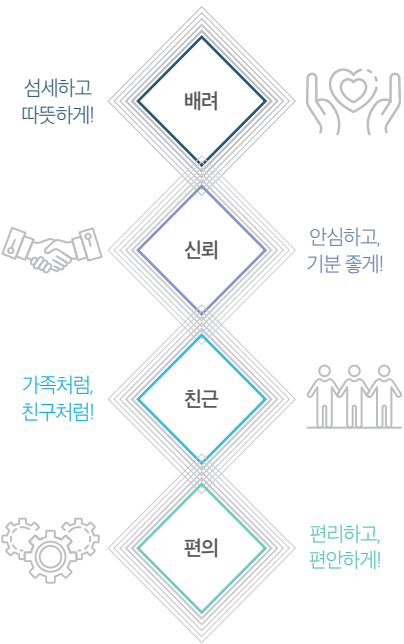 섬세하고
따뜻하게!
배려
신뢰
안심하고,
기분 좋게!
가족처럼,
친구처럼!
친근
편의
편리하고,
편안하게!